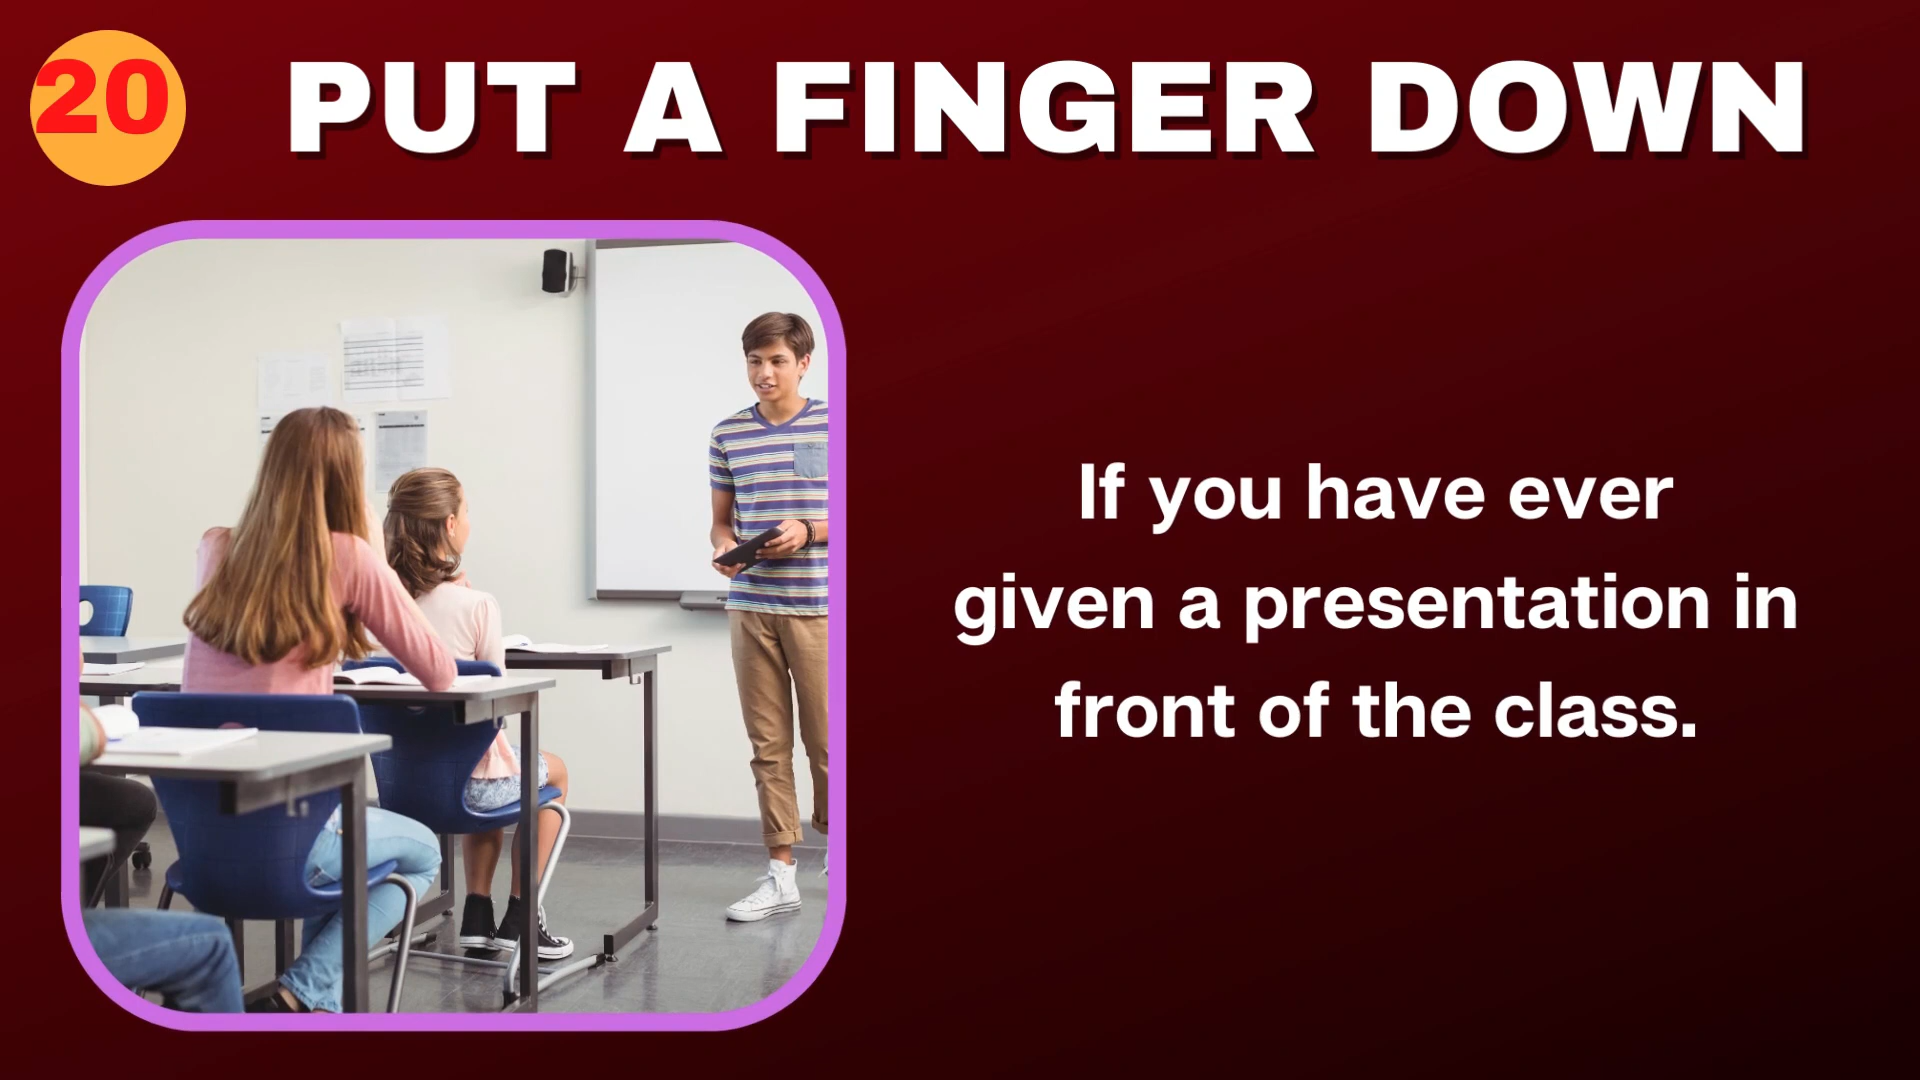 20
PUT A FINGER DOWN
If you have ever
given a presentation in
front of the class.